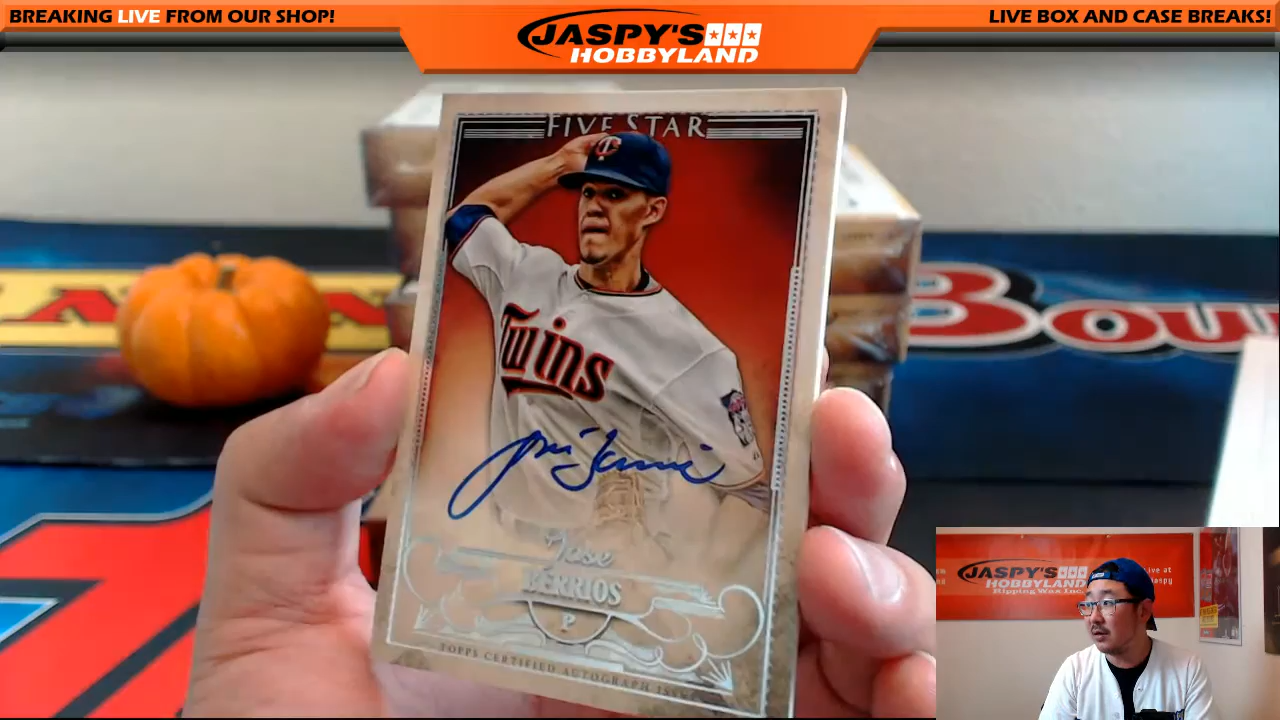 BREAKING LIVE FROM OUR SHOP!
JASPY'S
HOBBYLAND
LIVE BOX AND CASE BREAKS!
FIVE STAR
Twins
Jose
BERRIOS
P
TOPPS CERTIFIED AUTOGRAPH ISSUE
JASPY'S
HOBBYLAND
Ripping Wax Inc.